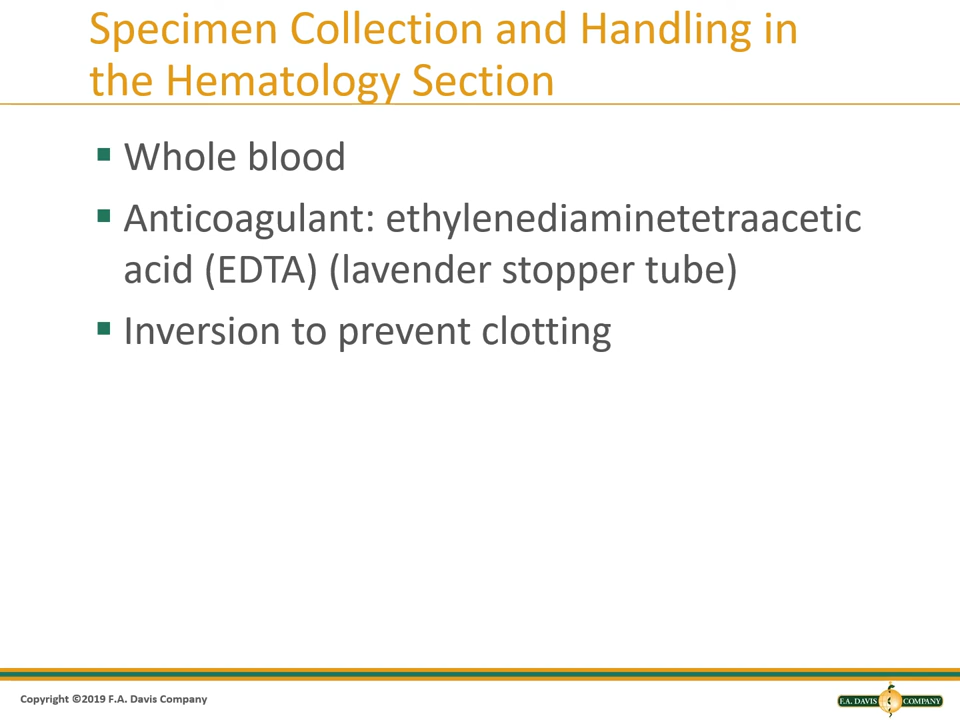 Specimen Collection and Handling in
the Hematology Section
▪ Whole blood
▪ Anticoagulant: ethylenediaminetetraacetic
acid (EDTA) (lavender stopper tube)
▪ Inversion to prevent clotting
Copyright ©2019 F.A. Davis Company
F.A. DAVIS COMPANY